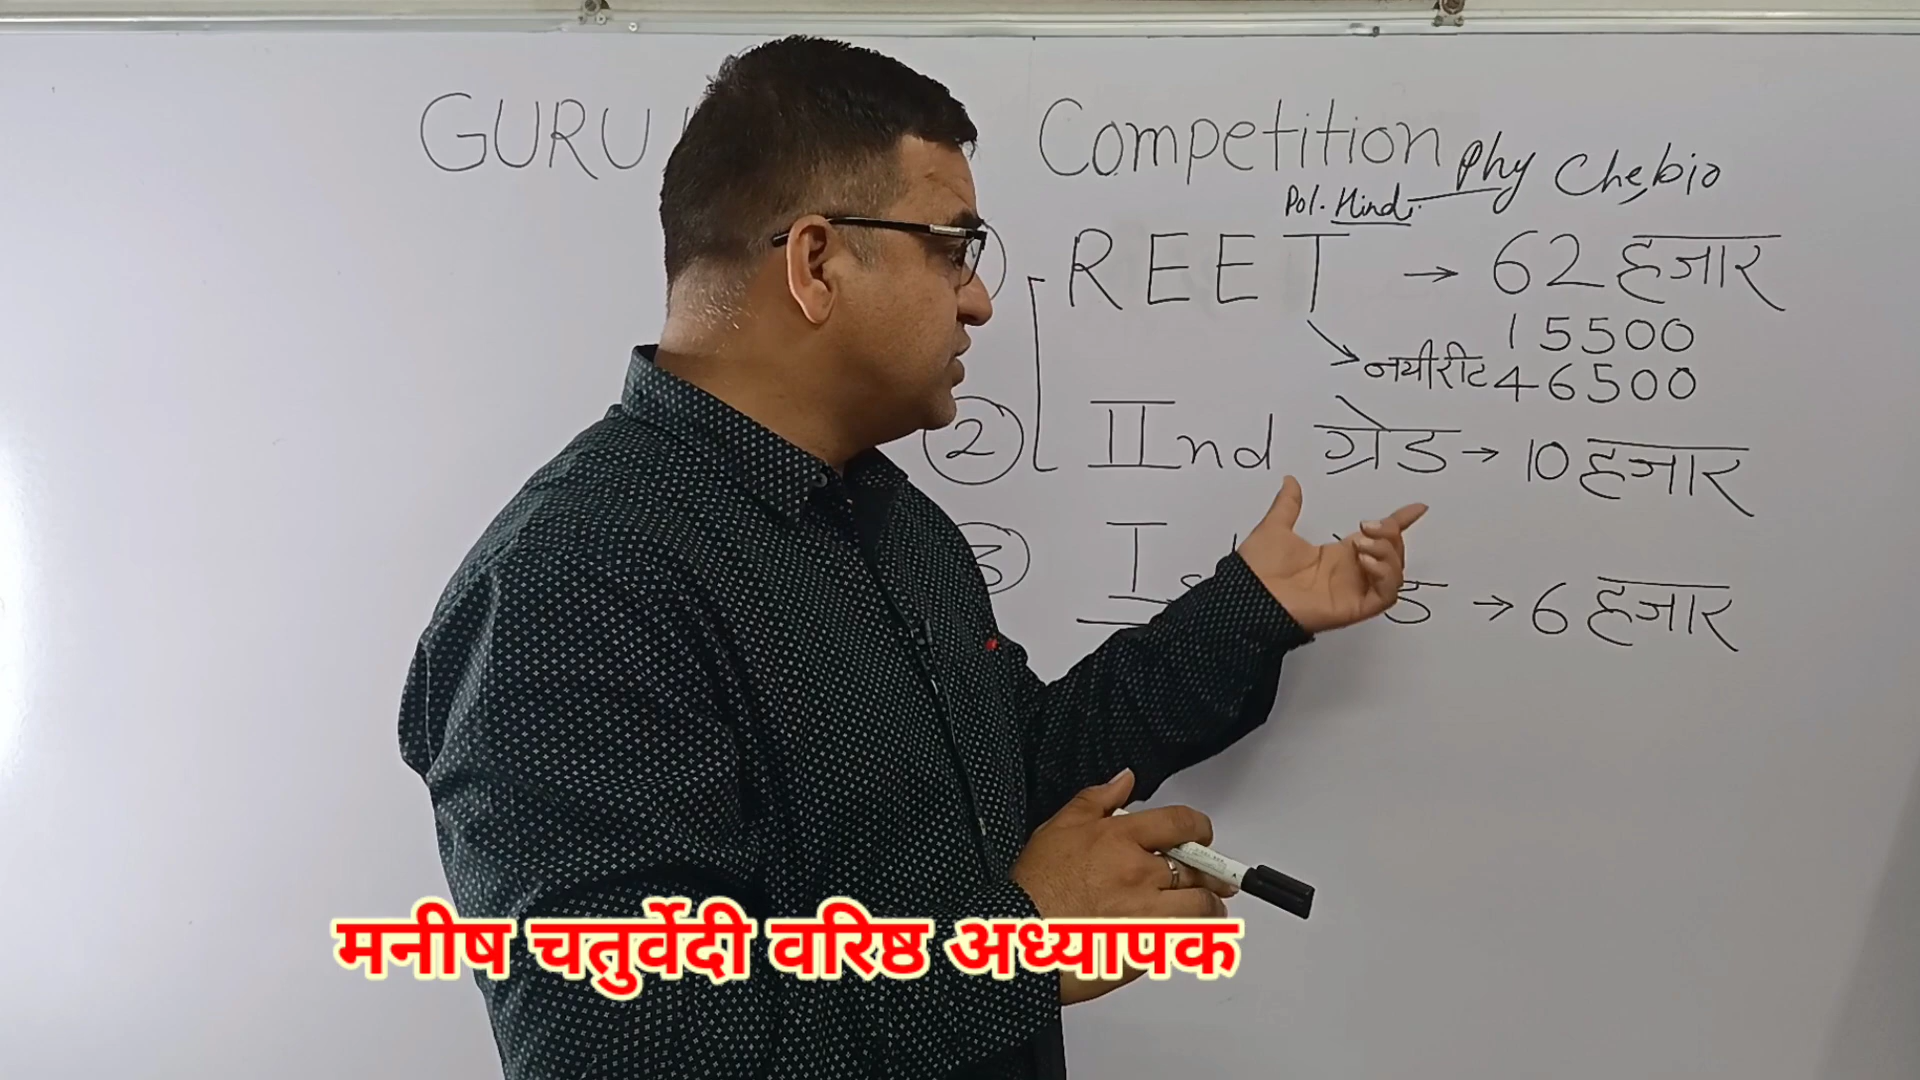 GURU Competition
Phy Che, bio
Pol. Hindi
REET → 62 हजार
15500
नयी रीट 46500
② IInd ग्रेड → 10 हजार
③ → 6 हजार
मनीष चतुर्वेदी वरिष्ठ अध्यापक